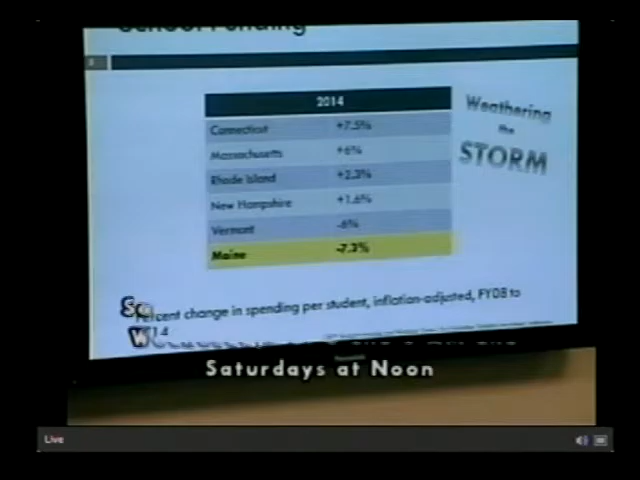 School Funding
2014
Connecticut +7.5%
Massachusetts +6%
Rhode Island +2.3%
New Hampshire +1.6%
Vermont -6%
Maine -7.3%
Weathering
the
STORM
Percent change in spending per student, inflation-adjusted, FY08 to
Saturdays at Noon
Live